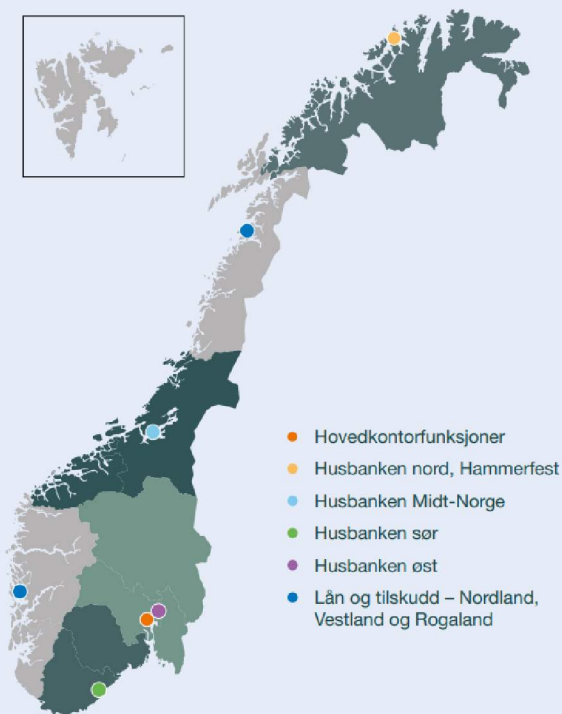 Hovedkontorfunksjoner
Husbanken nord, Hammerfest
Husbanken Midt-Norge
Husbanken sør
Husbanken øst
Lån og tilskudd – Nordland,
Vestland og Rogaland